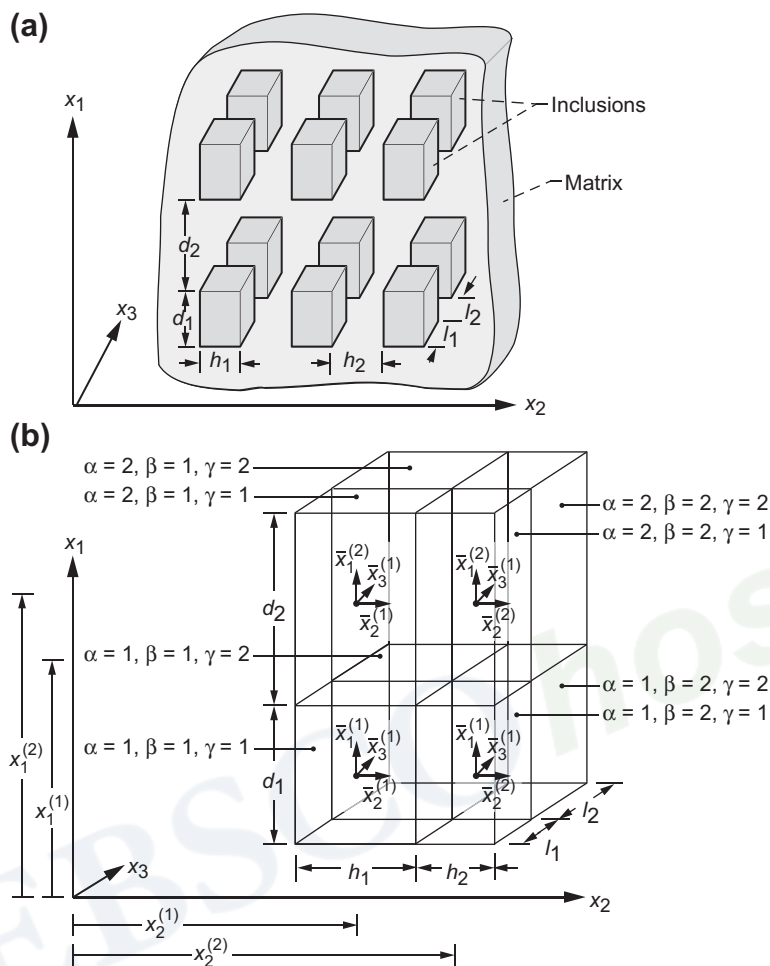 (a)
x1
Inclusions
Matrix
d2
x3
d1
l2
l1
h1
h2
x2
(b)
α = 2, β = 1, γ = 2
α = 2, β = 1, γ = 1
α = 2, β = 2, γ = 2
α = 2, β = 2, γ = 1
x1
x̅1(2) x̅3(1) x̅1(2) x̅3(1)
d2
x̅2(1) x̅2(2)
α = 1, β = 1, γ = 2
α = 1, β = 2, γ = 2
α = 1, β = 2, γ = 1
α = 1, β = 1, γ = 1
x̅1(1) x̅3(1) x̅1(1) x̅3(1)
x1(2)
d1
x̅2(1) x̅2(2)
x1(1)
l2
l1
x3
h1 h2
x2
x2(1)
x2(2)
EBSCOhos